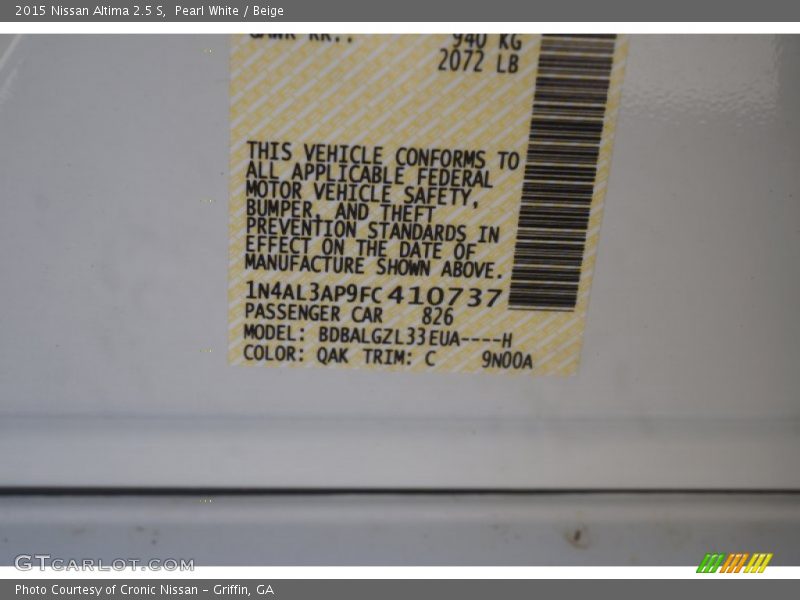 2015 Nissan Altima 2.5 S, Pearl White / Beige
940 KG
2072 LB
THIS VEHICLE CONFORMS TO
ALL APPLICABLE FEDERAL
MOTOR VEHICLE SAFETY,
BUMPER, AND THEFT
PREVENTION STANDARDS IN
EFFECT ON THE DATE OF
MANUFACTURE SHOWN ABOVE.
1N4AL3AP9FC410737
PASSENGER CAR 826
MODEL: BDBALGZL33EUA----H
COLOR: QAK TRIM: C 9N00A
GTCARLOT.COM
Photo Courtesy of Cronic Nissan – Griffin, GA